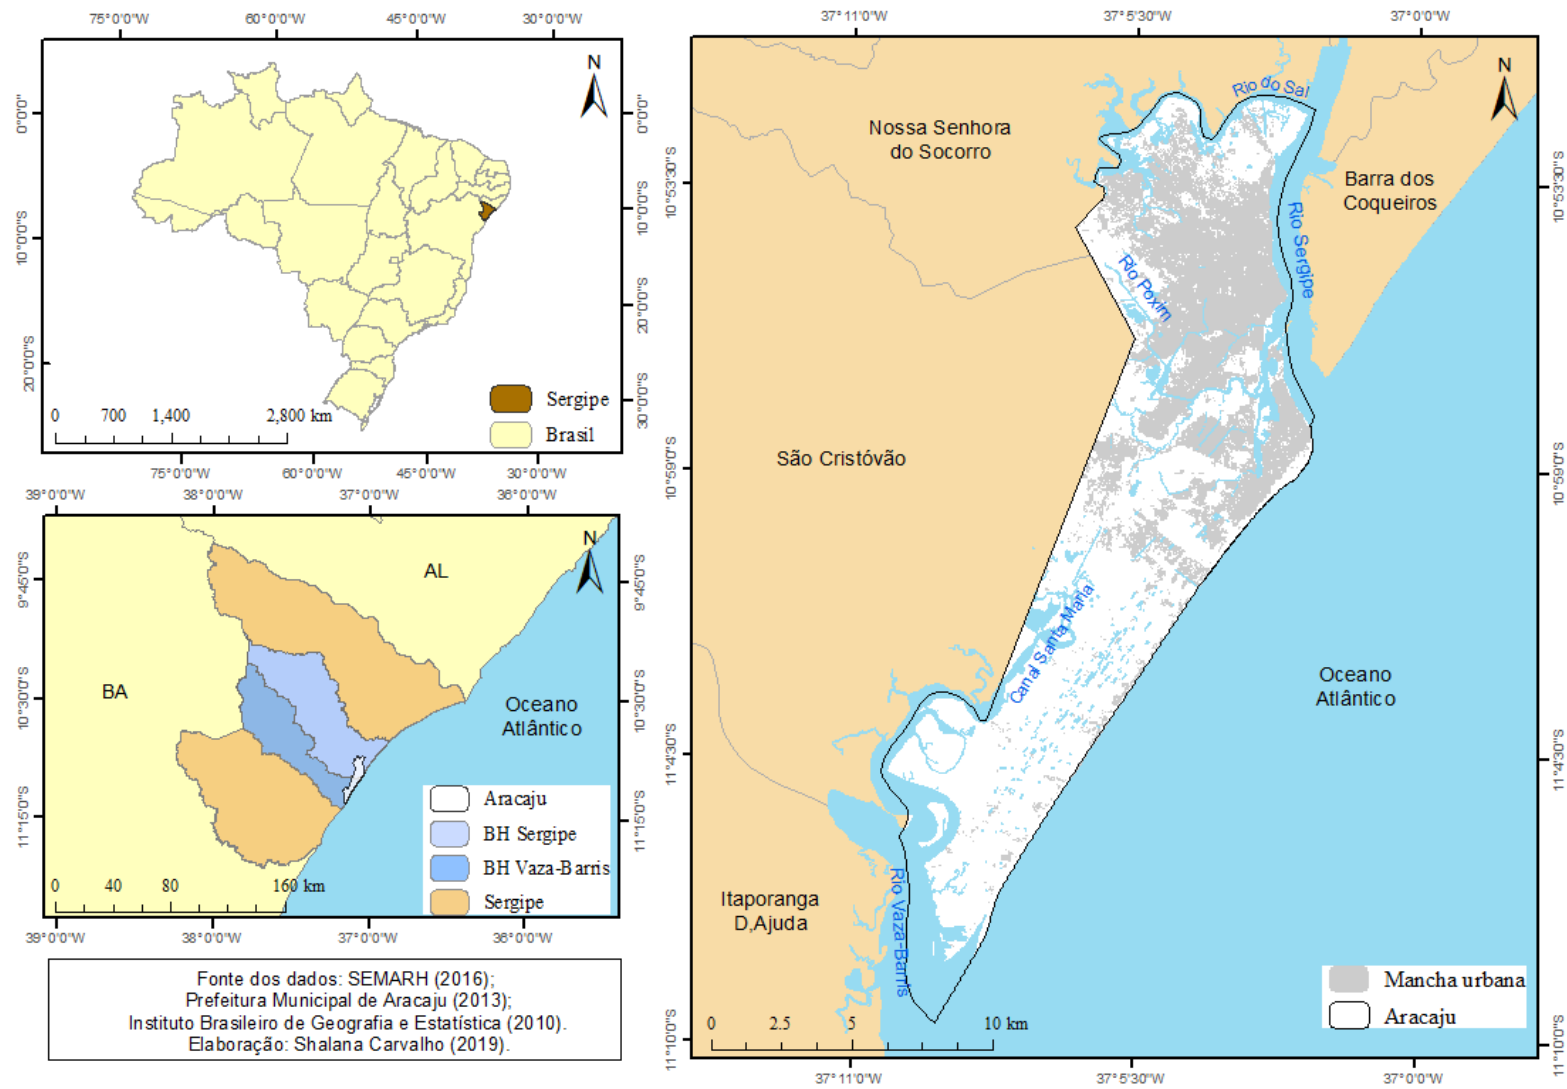 75°0'0"W
60°0'0"W
45°0'0"W
30°0'0"W
0°0'0"
10°0'0"S
20°0'0"S
0°0'0"
10°0'0"S
20°0'0"S
30°0'0"S
N
Sergipe
Brasil
0 700 1,400 2,800 km
75°0'0"W
60°0'0"W
45°0'0"W
30°0'0"W
39°0'0"W
38°0'0"W
37°0'0"W
36°0'0"W
9°45'0"S
10°30'0"S
11°15'0"S
9°45'0"S
10°30'0"S
11°15'0"S
N
AL
BA
Oceano
Atlântico
Aracaju
BH Sergipe
BH Vaza-Barris
Sergipe
0 40 80 160 km
39°0'0"W
38°0'0"W
37°0'0"W
36°0'0"W
Fonte dos dados: SEMARH (2016);
Prefeitura Municipal de Aracaju (2013);
Instituto Brasileiro de Geografia e Estatística (2010).
Elaboração: Shalana Carvalho (2019).
37°11'0"W
37°5'30"W
37°0'0"W
10°53'30"S
10°59'0"S
11°4'30"S
11°10'0"S
10°53'30"S
10°59'0"S
11°4'30"S
11°10'0"S
N
Rio do Sal
Nossa Senhora
do Socorro
Barra dos
Coqueiros
Rio Sergipe
Rio Poxim
São Cristóvão
Canal Santa Maria
Oceano
Atlântico
Itaporanga
D,Ajuda
Rio Vaza-Barris
Mancha urbana
Aracaju
0 2.5 5 10 km
37°11'0"W
37°5'30"W
37°0'0"W